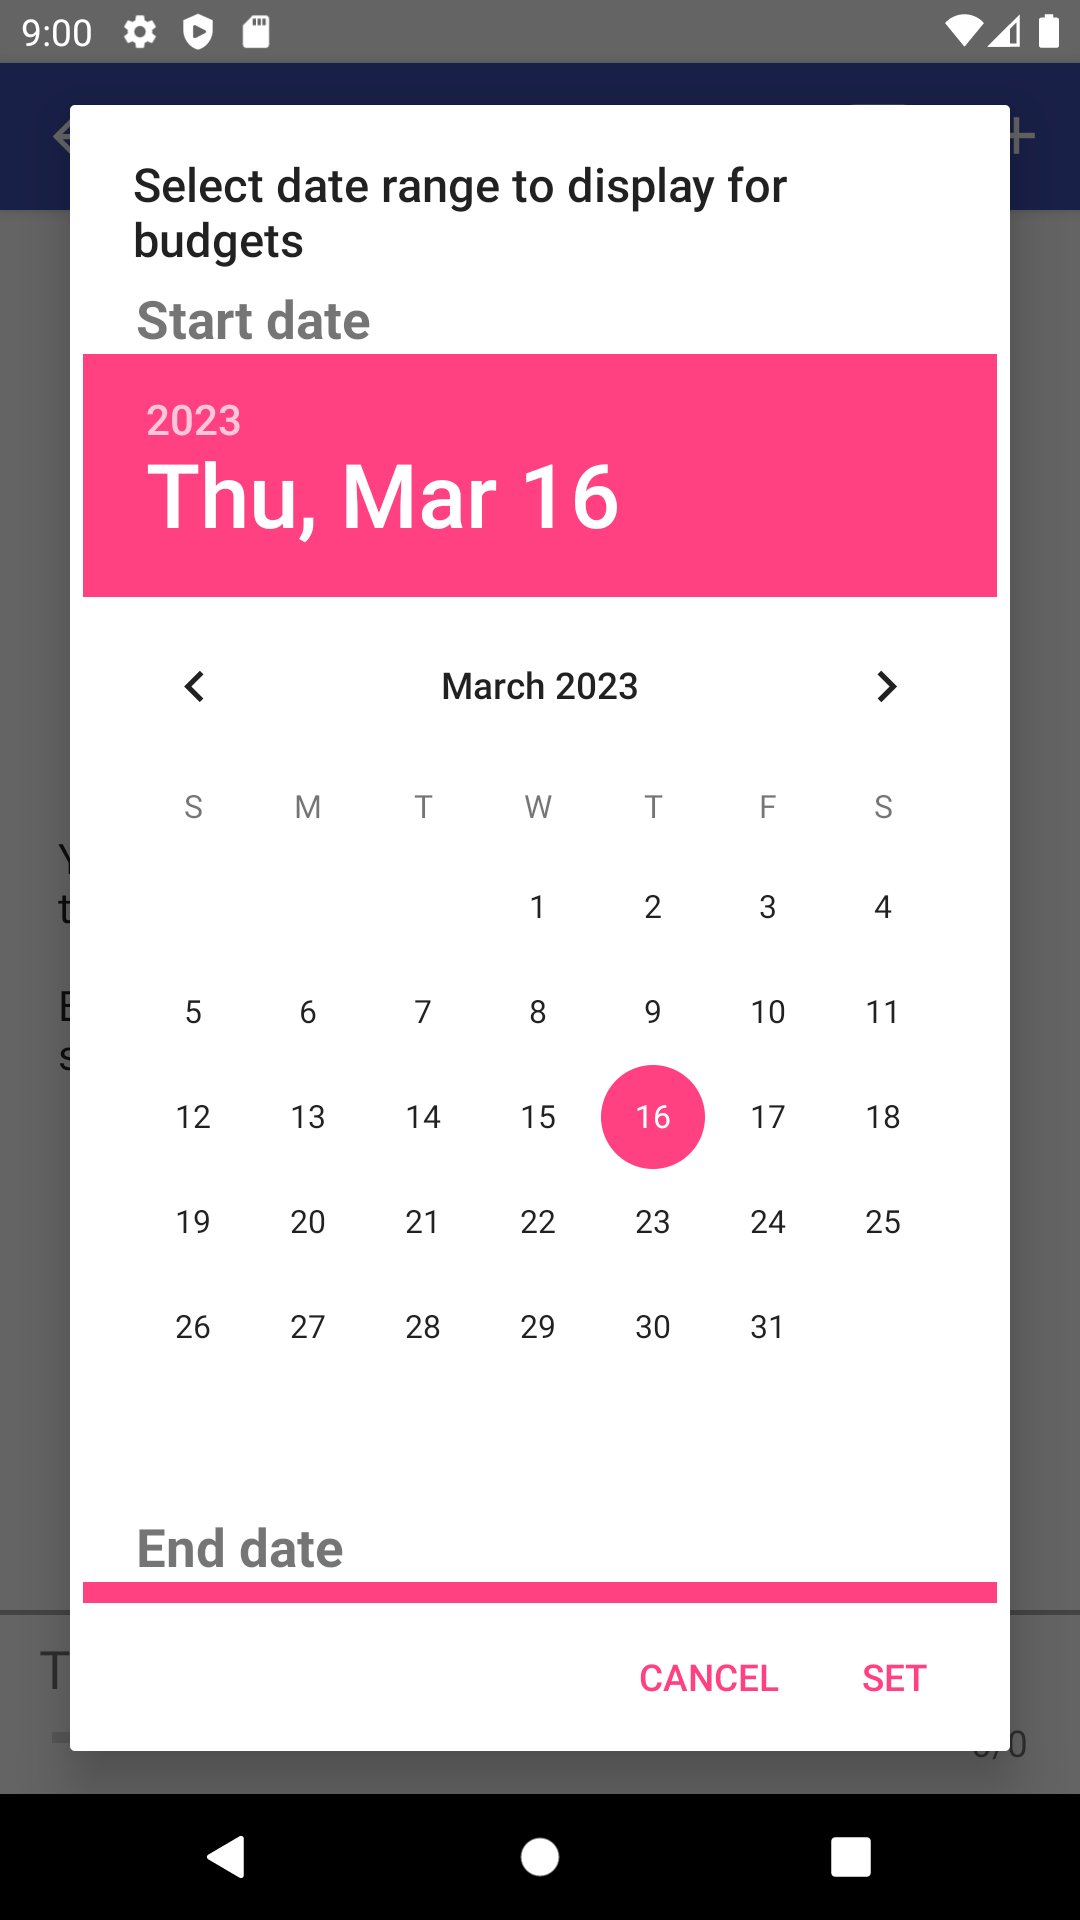 9:00
Select date range to display for
budgets
Start date
2023
Thu, Mar 16
March 2023
S M T W T F S
1 2 3 4
5 6 7 8 9 10 11
12 13 14 15 16 17 18
19 20 21 22 23 24 25
26 27 28 29 30 31
End date
CANCEL SET